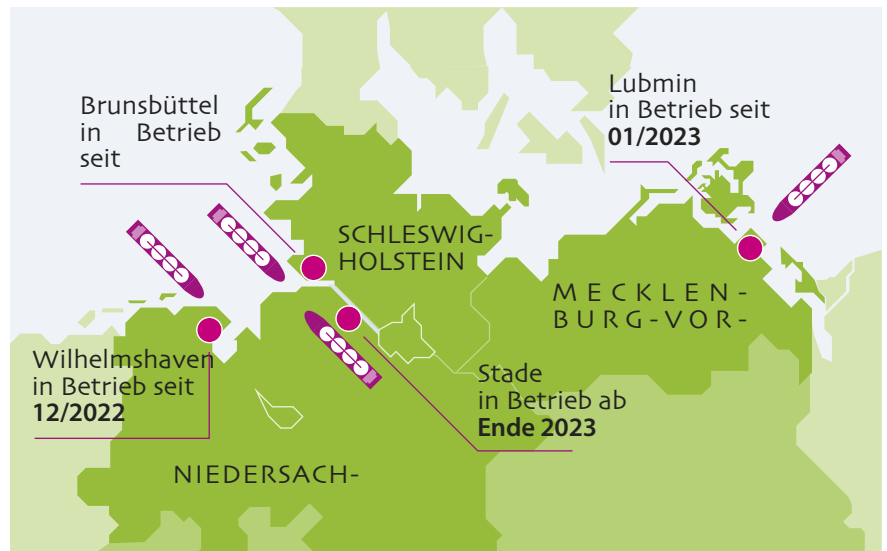 Brunsbüttel
in Betrieb
seit
Lubmin
in Betrieb seit
01/2023
SCHLESWIG-
HOLSTEIN
MECKLEN-
BURG-VOR-
Wilhelmshaven
in Betrieb seit
12/2022
Stade
in Betrieb ab
Ende 2023
NIEDERSACH-